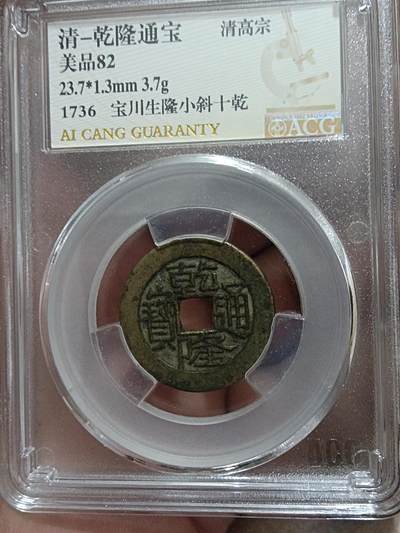 清-乾隆通宝 清高宗
美品82
23.7*1.3mm 3.7g
1736 宝川生隆小斜十乾
AI CANG GUARANTY
ACG
乾隆通寳